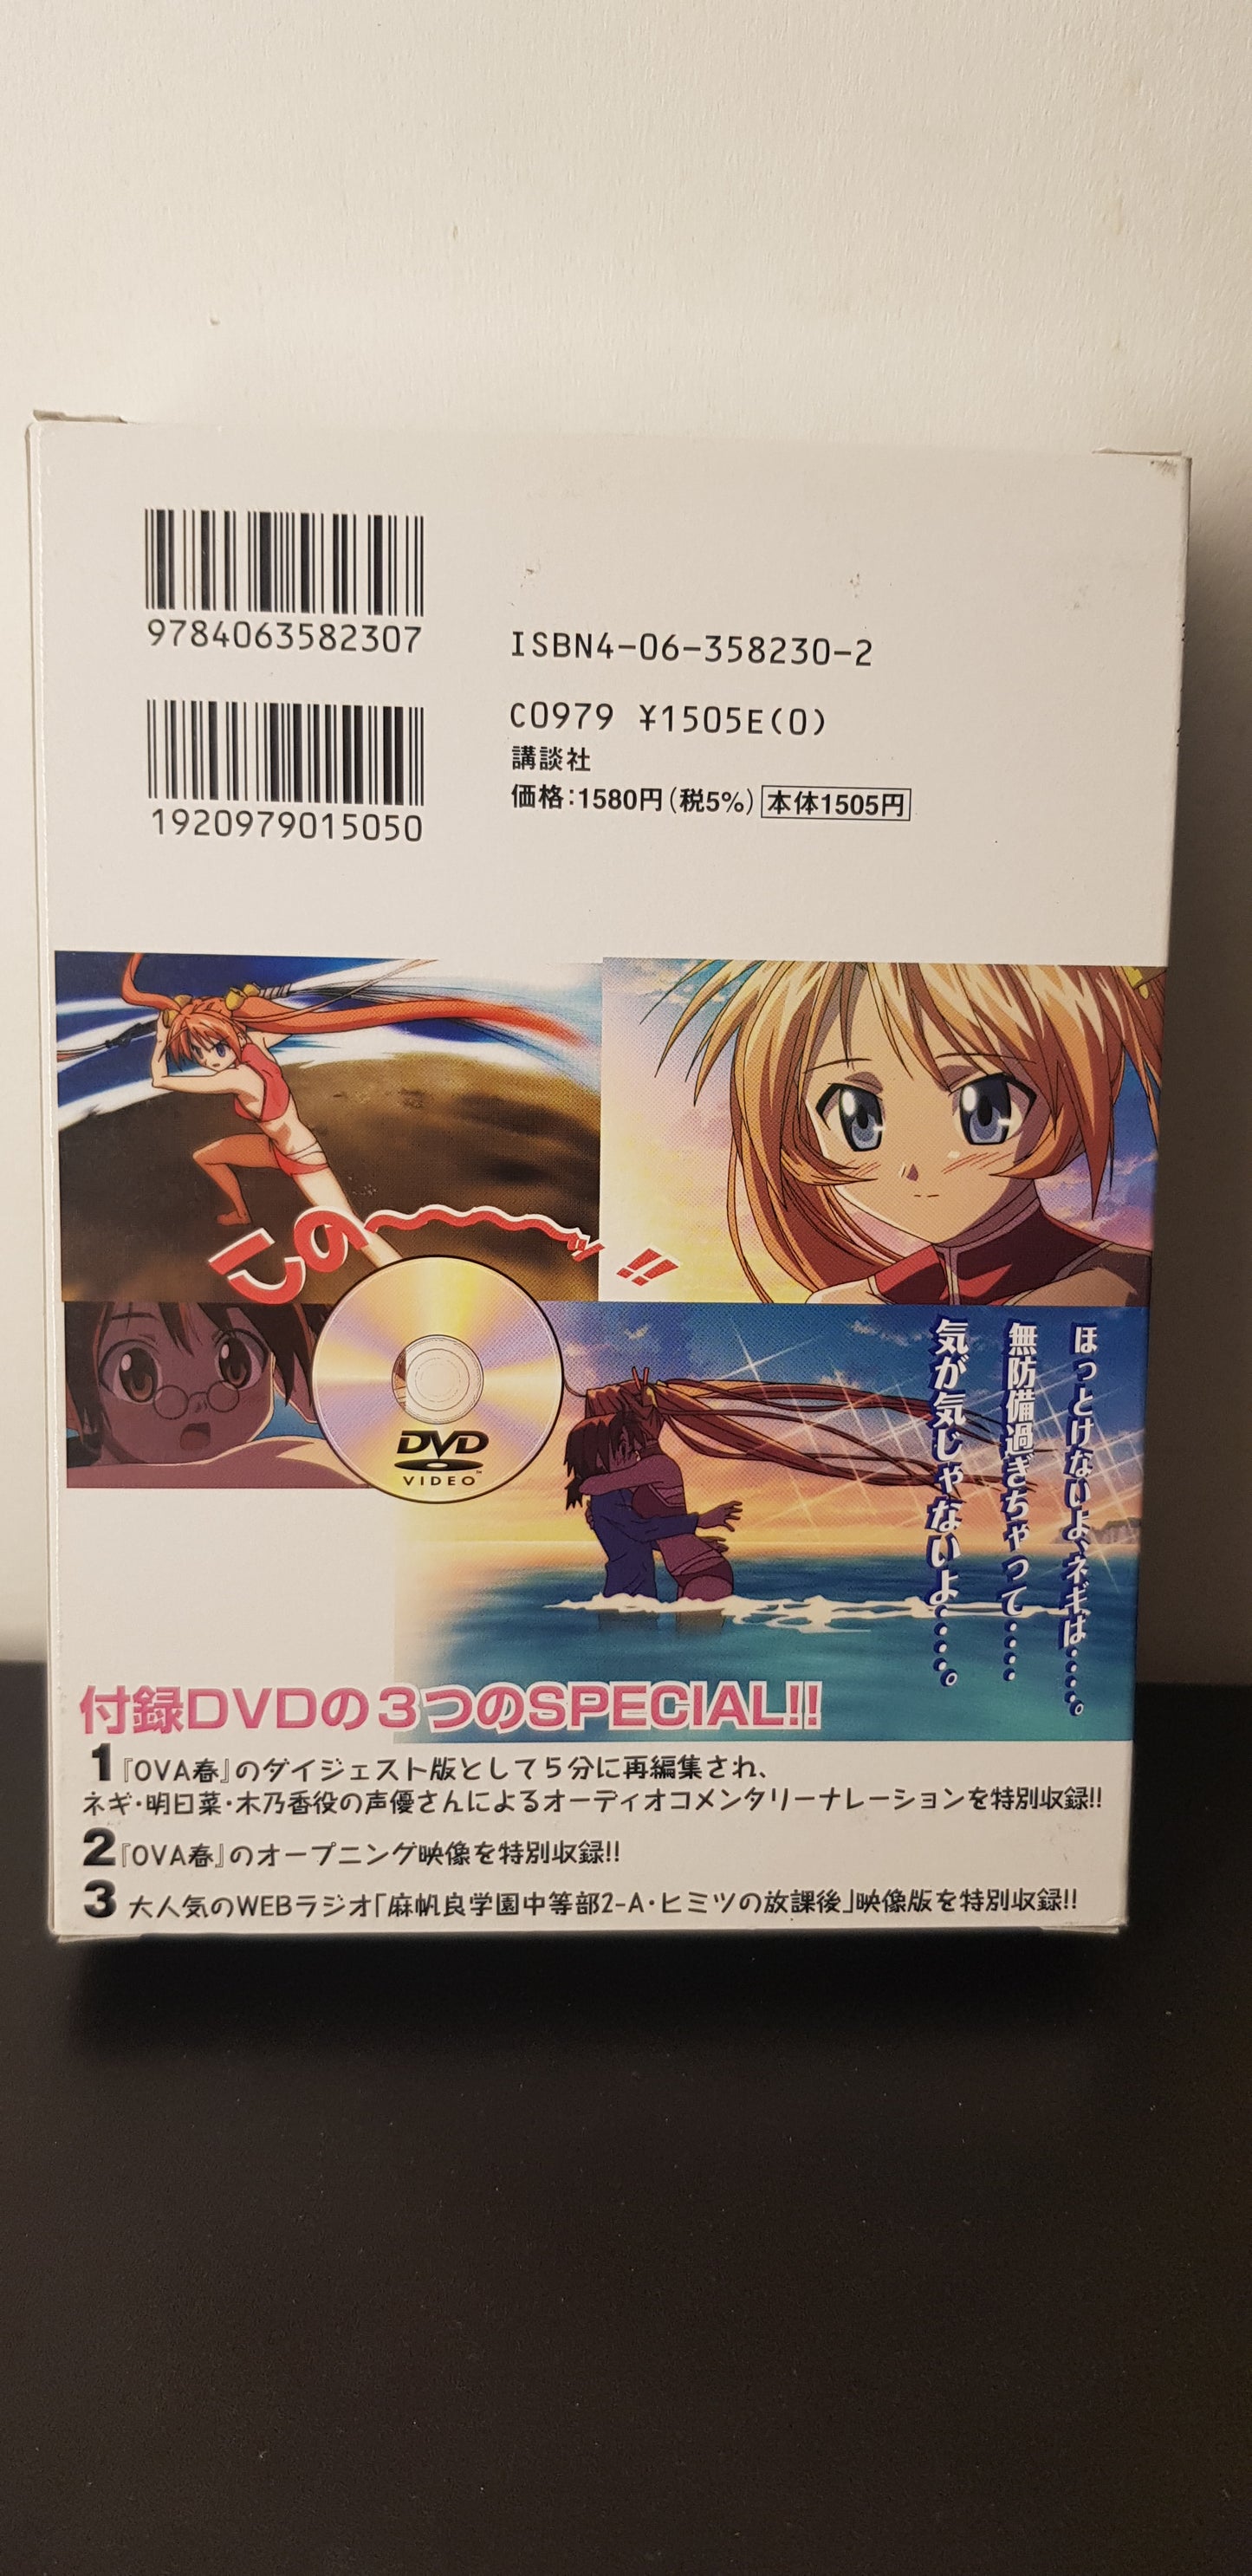 9784063582307
ISBN4-06-358230-2
1920979015050
C0979 ¥1505E(0)
講談社
価格:1580円(税5%) 本体1505円
このーーーっ!!
ほっとけないよ、ネギは‥‥。
無防備過ぎちゃって‥‥
気が気じゃないよ‥‥。
DVD
VIDEO
付録DVDの3つのSPECIAL!!
1『OVA春』のダイジェスト版として5分に再編集され、
ネギ・明日菜・木乃香役の声優さんによるオーディオコメンタリーナレーションを特別収録!!
2『OVA春』のオープニング映像を特別収録!!
3 大人気のWEBラジオ「麻帆良学園中等部2-A・ヒミツの放課後」映像版を特別収録!!